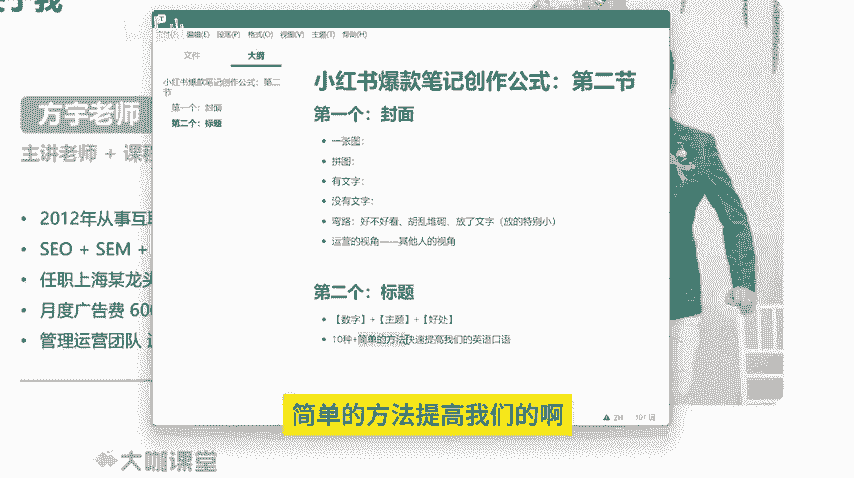 方宇老师
主讲老师 + 课程
2012年从事互联
SEO + SEM +
任职上海某龙头
月度广告费 600
管理运营团队
编辑(E) 段落(P) 格式(O) 视图(V) 主题(T) 帮助(H)
文件 大纲
小红书爆款笔记创作公式：第二
节
第一个：封面
第二个：标题
小红书爆款笔记创作公式：第二节
第一个：封面
一张图：
拼图：
有文字：
没有文字：
弯路：好不好看、胡乱堆砌、放了文字（放的特别小）
运营的视角——其他人的视角
第二个：标题
【数字】+【主题】+【好处】
10种+简单的方法快速提高我们的英语口语
ZH
简单的方法提高我们的啊
大咖课堂